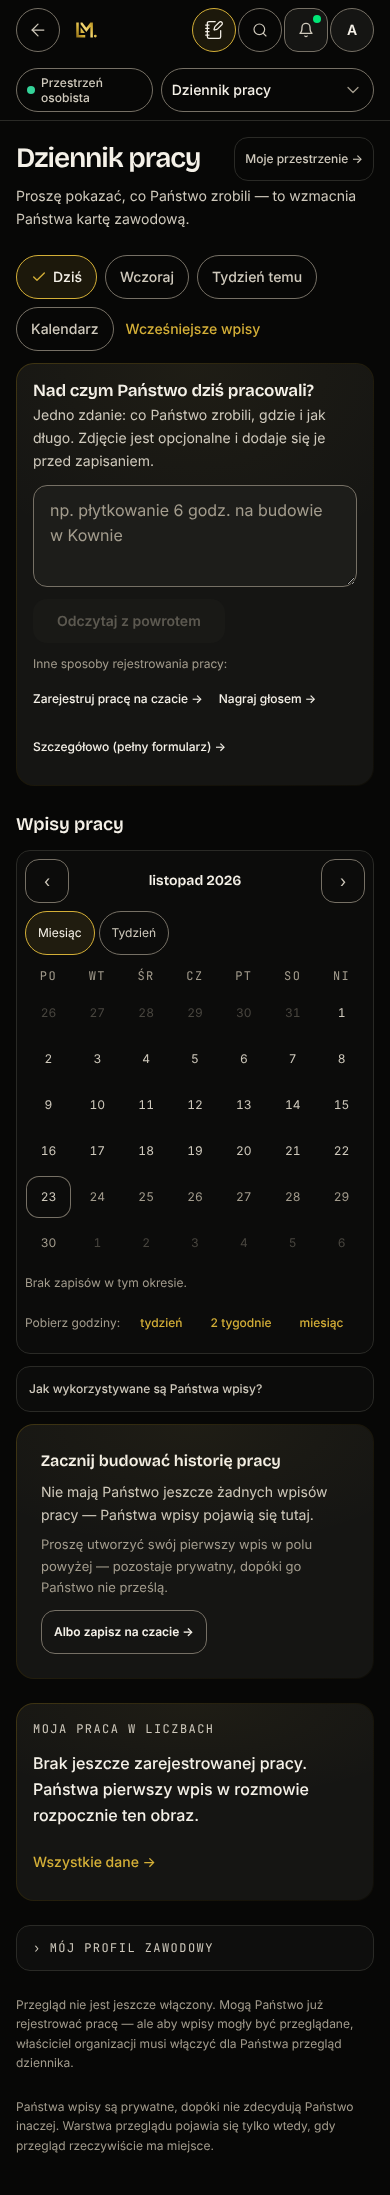 LM.
A
Przestrzeń
osobista
Dziennik pracy
Dziennik pracy
Moje przestrzenie →
Proszę pokazać, co Państwo zrobili — to wzmacnia
Państwa kartę zawodową.
Dziś
Wczoraj
Tydzień temu
Kalendarz
Wcześniejsze wpisy
Nad czym Państwo dziś pracowali?
Jedno zdanie: co Państwo zrobili, gdzie i jak
długo. Zdjęcie jest opcjonalne i dodaje się je
przed zapisaniem.
np. płytkowanie 6 godz. na budowie
w Kownie
Odczytaj z powrotem
Inne sposoby rejestrowania pracy:
Zarejestruj pracę na czacie →
Nagraj głosem →
Szczegółowo (pełny formularz) →
Wpisy pracy
‹ listopad 2026 ›
Miesiąc
Tydzień
PO WT ŚR CZ PT SO NI
26 27 28 29 30 31 1
2 3 4 5 6 7 8
9 10 11 12 13 14 15
16 17 18 19 20 21 22
23 24 25 26 27 28 29
30 1 2 3 4 5 6
Brak zapisów w tym okresie.
Pobierz godziny: tydzień 2 tygodnie miesiąc
Jak wykorzystywane są Państwa wpisy?
Zacznij budować historię pracy
Nie mają Państwo jeszcze żadnych wpisów
pracy — Państwa wpisy pojawią się tutaj.
Proszę utworzyć swój pierwszy wpis w polu
powyżej — pozostaje prywatny, dopóki go
Państwo nie prześlą.
Albo zapisz na czacie →
MOJA PRACA W LICZBACH
Brak jeszcze zarejestrowanej pracy.
Państwa pierwszy wpis w rozmowie
rozpocznie ten obraz.
Wszystkie dane →
› MÓJ PROFIL ZAWODOWY
Przegląd nie jest jeszcze włączony. Mogą Państwo już
rejestrować pracę — ale aby wpisy mogły być przeglądane,
właściciel organizacji musi włączyć dla Państwa przegląd
dziennika.
Państwa wpisy są prywatne, dopóki nie zdecydują Państwo
inaczej. Warstwa przeglądu pojawia się tylko wtedy, gdy
przegląd rzeczywiście ma miejsce.